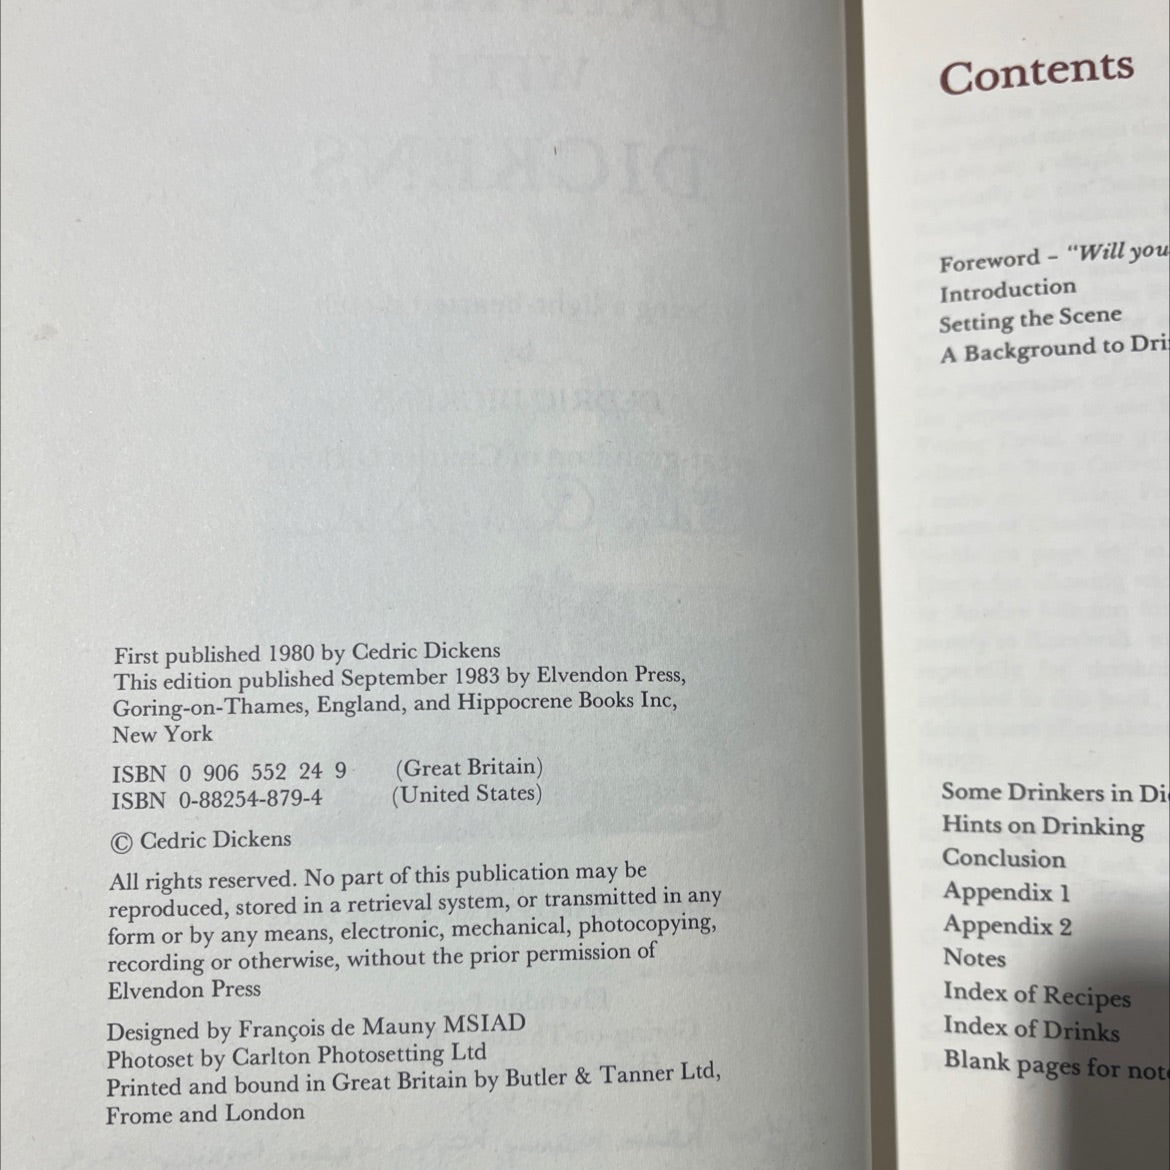 First published 1980 by Cedric Dickens
This edition published September 1983 by Elvendon Press,
Goring-on-Thames, England, and Hippocrene Books Inc,
New York
ISBN 0 906 552 24 9 (Great Britain)
ISBN 0-88254-879-4 (United States)
© Cedric Dickens
All rights reserved. No part of this publication may be
reproduced, stored in a retrieval system, or transmitted in any
form or by any means, electronic, mechanical, photocopying,
recording or otherwise, without the prior permission of
Elvendon Press
Designed by François de Mauny MSIAD
Photoset by Carlton Photosetting Ltd
Printed and bound in Great Britain by Butler & Tanner Ltd,
Frome and London
Contents
Foreword – “Will you
Introduction
Setting the Scene
A Background to Dri
Some Drinkers in Di
Hints on Drinking
Conclusion
Appendix 1
Appendix 2
Notes
Index of Recipes
Index of Drinks
Blank pages for not